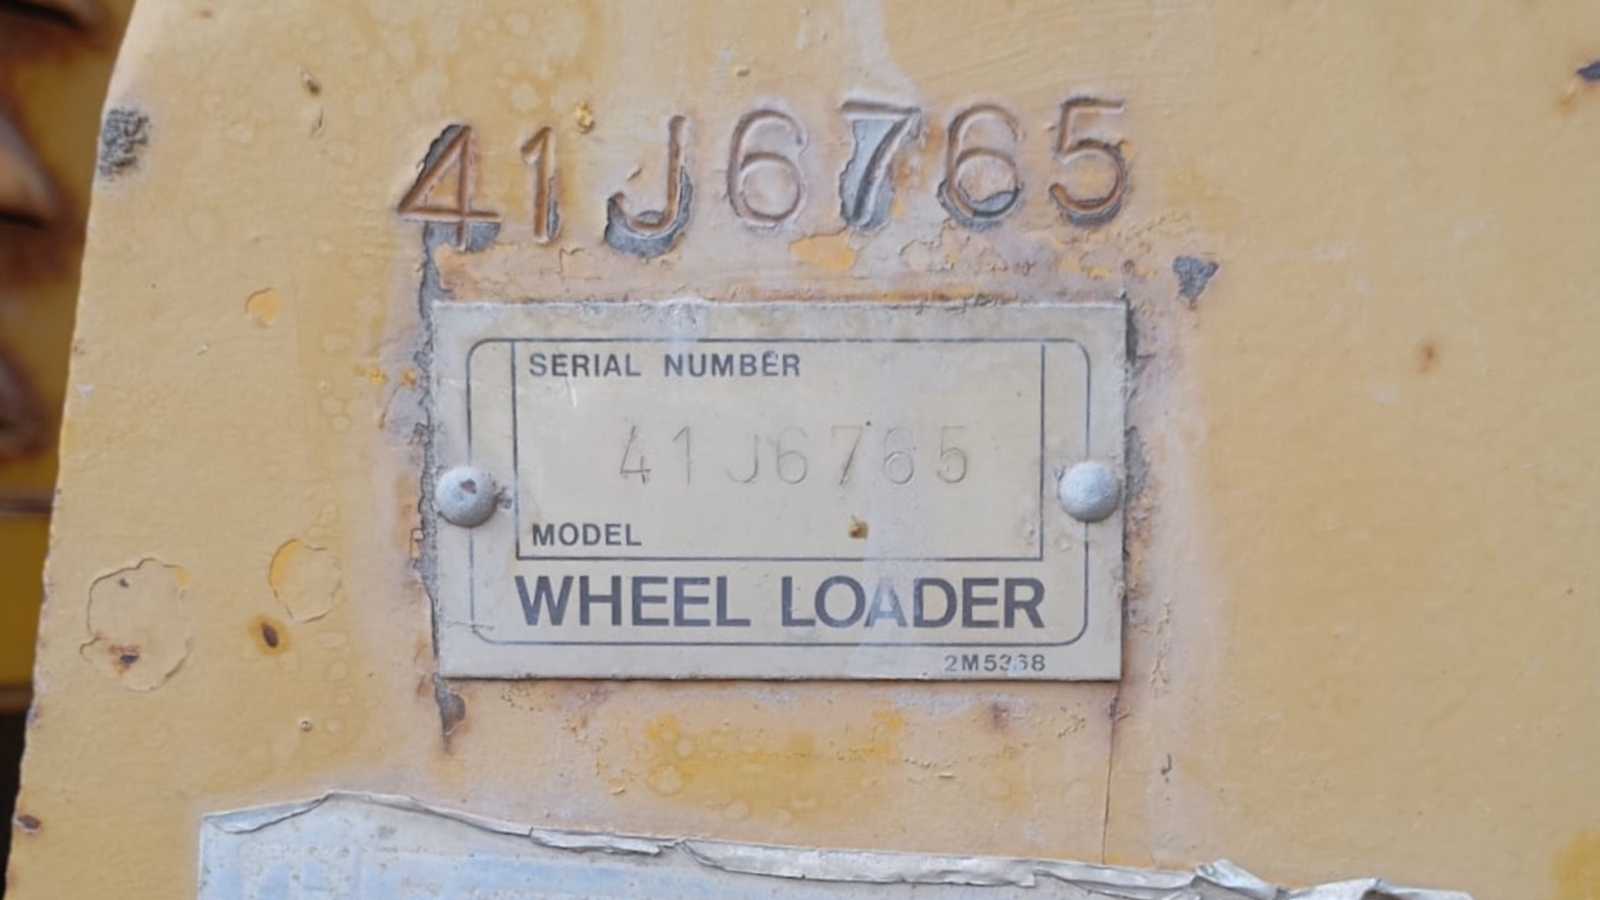 41J6765
SERIAL NUMBER
41J6765
MODEL
WHEEL LOADER
2M5368